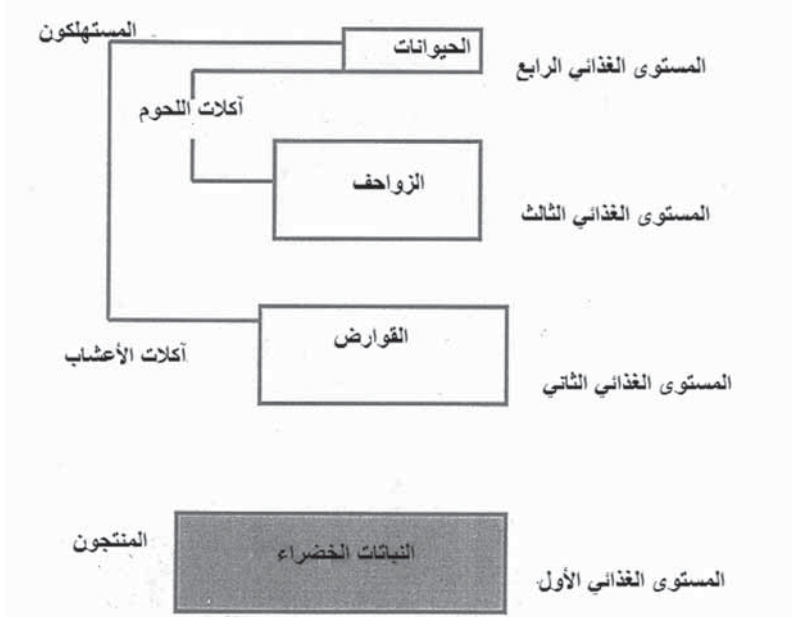 المستهلكون
الحيوانات
المستوى الغذائي الرابع
آكلات اللحوم
الزواحف
المستوى الغذائي الثالث
القوارض
آكلات الأعشاب
المستوى الغذائي الثاني
المنتجون
النباتات الخضراء
المستوى الغذائي الأول